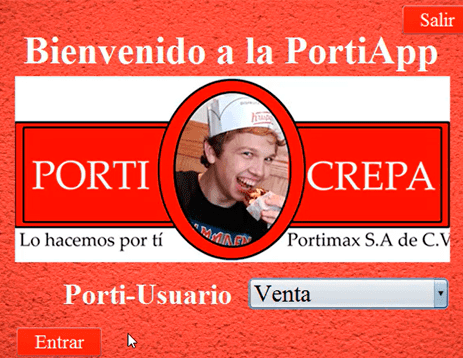 Salir
Bienvenido a la PortiApp
PORTI CREPA
Lo hacemos por tí Portimax S.A de C.V
Porti-Usuario Venta
Entrar